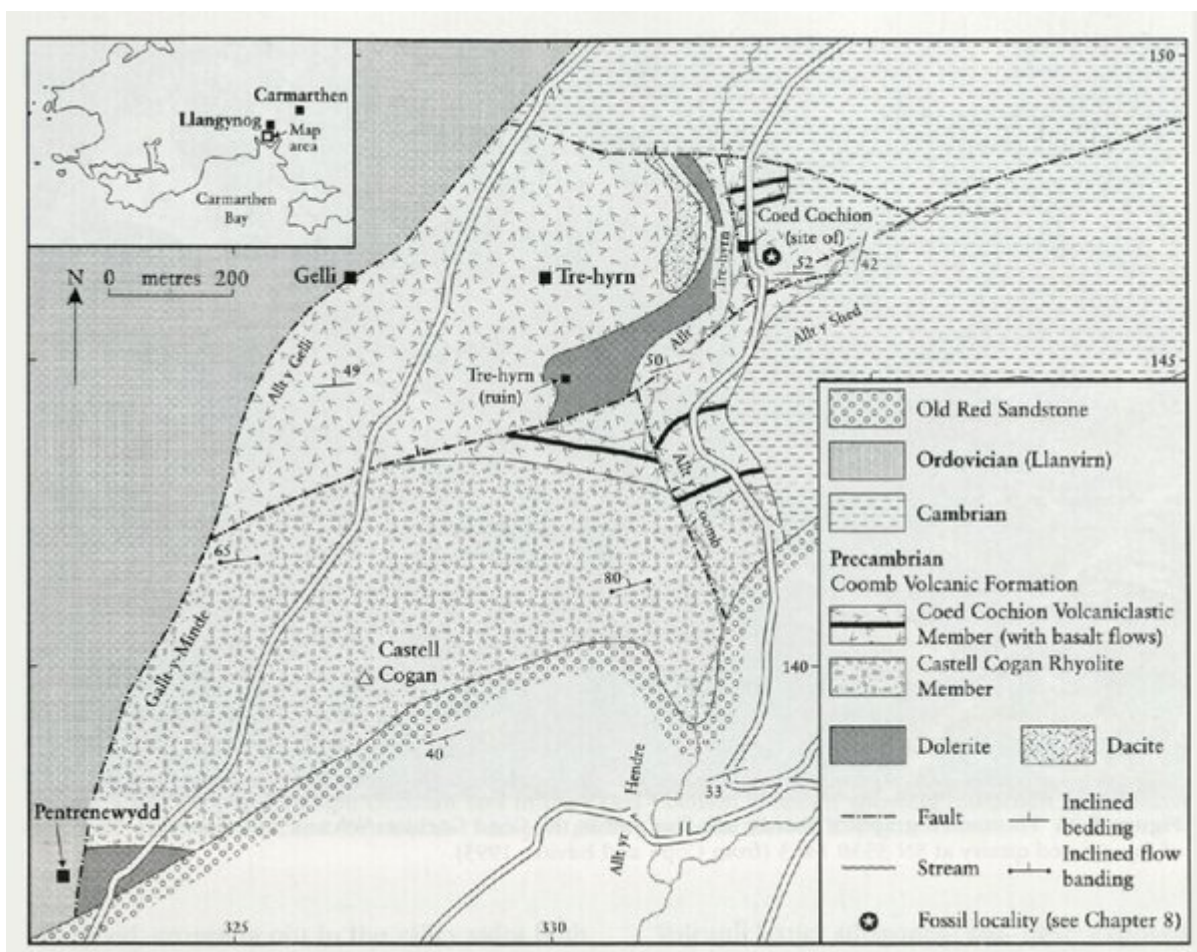 150
Carmarthen
Llangynog
Map
area
Carmarthen
Bay
N 0 metres 200
Gelli
Tre-hyrn
Coed Cochion
(site of)
Tre-hyrn
52
42
Allt y Gelli
49
Allt
50
Allt y Shed
145
Tre-hyrn
(ruin)
Allt y Coomb
65
80
Gallt-y-Minde
Castell
Cogan
140
40
Hendre
Allt yr
33
Pentrenewydd
325
330
Old Red Sandstone
Ordovician (Llanvirn)
Cambrian
Precambrian
Coomb Volcanic Formation
Coed Cochion Volcaniclastic
Member (with basalt flows)
Castell Cogan Rhyolite
Member
Dolerite
Dacite
Fault
Inclined
bedding
Stream
Inclined flow
banding
Fossil locality (see Chapter 8)